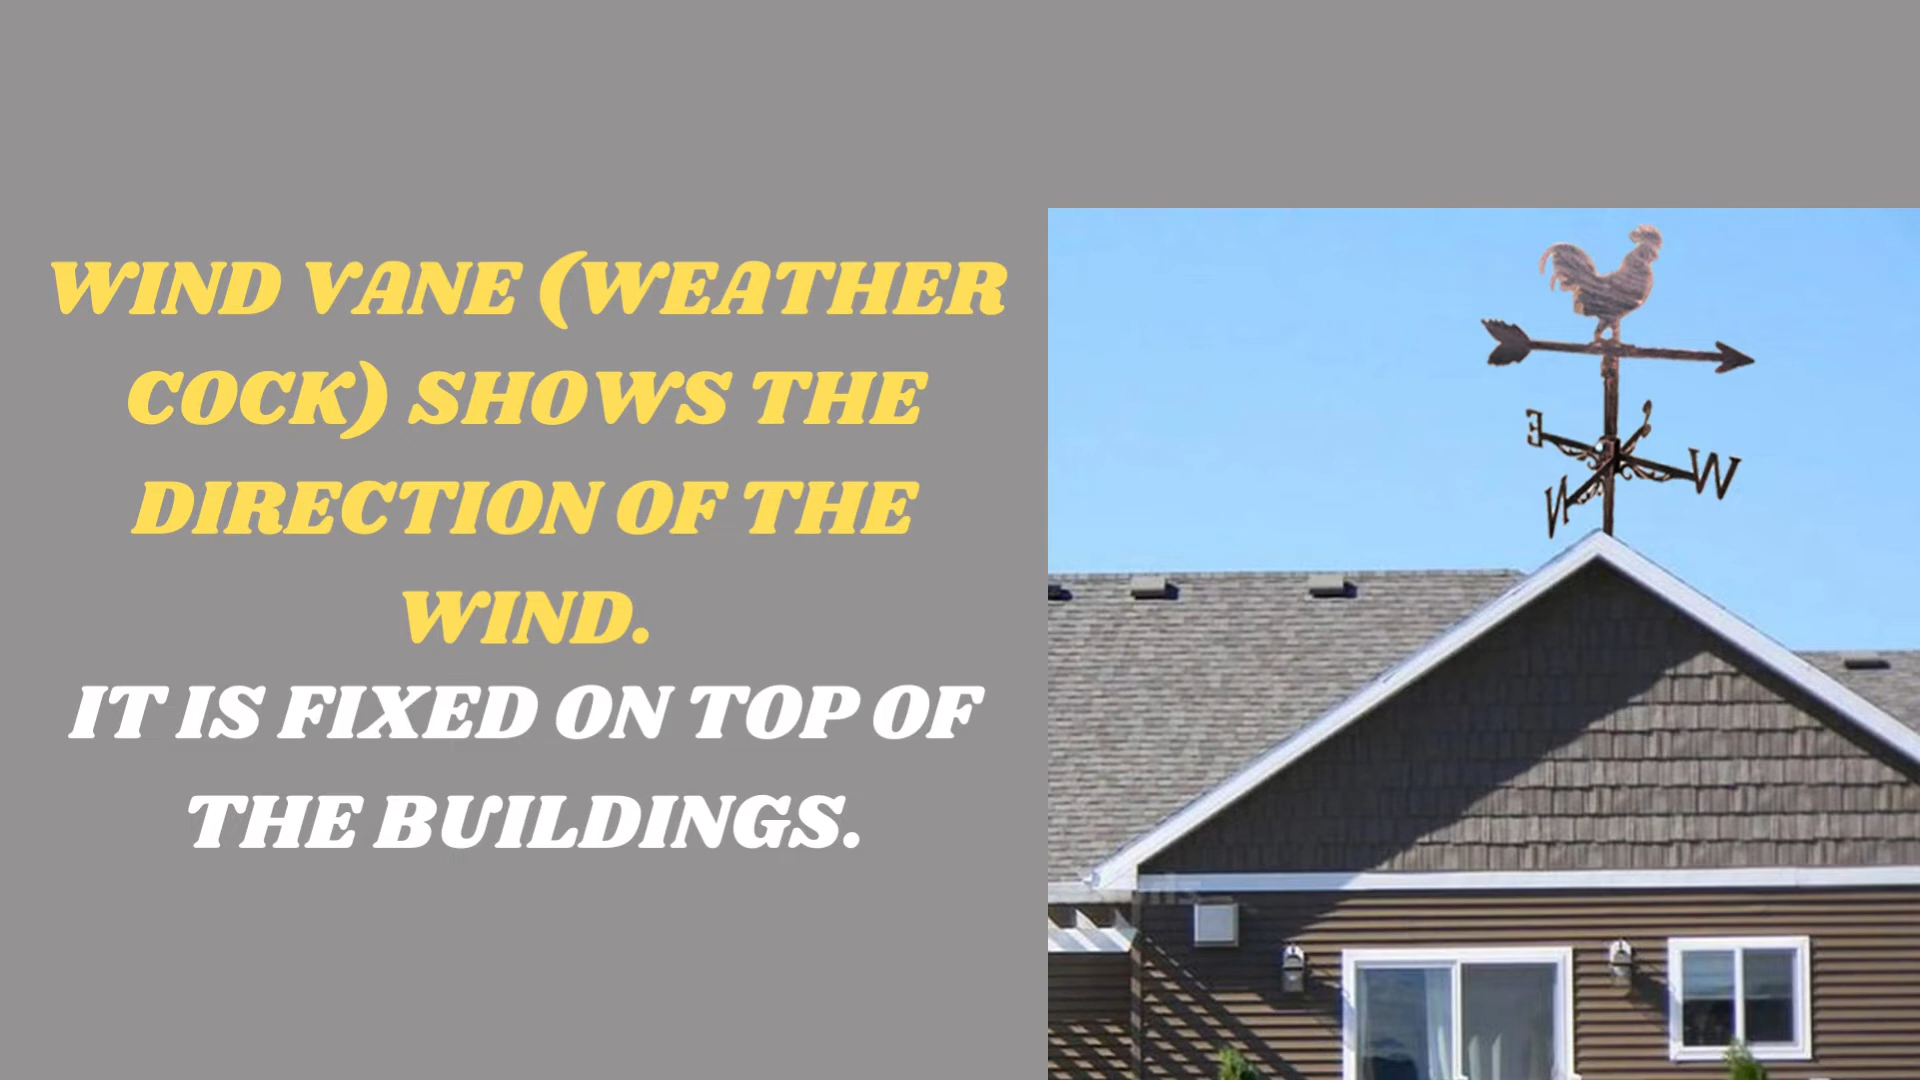 WIND VANE (WEATHER
COCK) SHOWS THE
DIRECTION OF THE
WIND.
IT IS FIXED ON TOP OF
THE BUILDINGS.
E
W
N